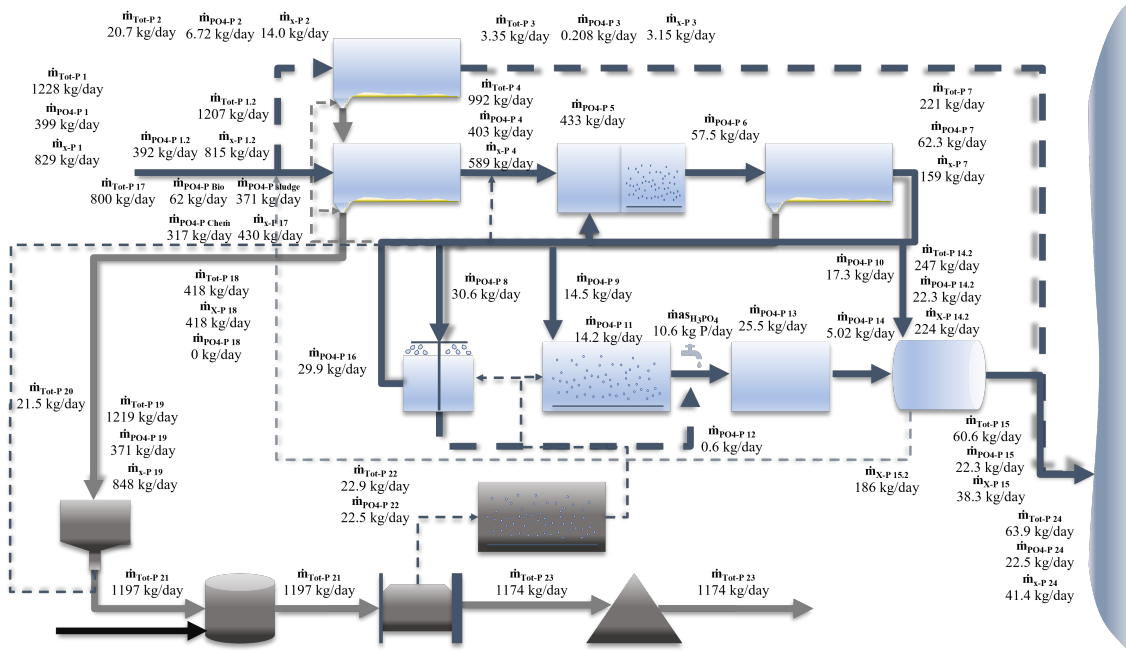 ṁTot-P 2 ṁPO4-P 2 ṁx-P 2
20.7 kg/day 6.72 kg/day 14.0 kg/day
ṁTot-P 3 ṁPO4-P 3 ṁx-P 3
3.35 kg/day 0.208 kg/day 3.15 kg/day
ṁTot-P 1
1228 kg/day
ṁPO4-P 1
399 kg/day
ṁx-P 1
829 kg/day
ṁTot-P 1.2
1207 kg/day
ṁPO4-P 1.2 ṁx-P 1.2
392 kg/day 815 kg/day
ṁTot-P 4
992 kg/day
ṁPO4-P 4
403 kg/day
ṁx-P 4
589 kg/day
ṁPO4-P 5
433 kg/day
ṁPO4-P 6
57.5 kg/day
ṁTot-P 7
221 kg/day
ṁPO4-P 7
62.3 kg/day
ṁx-P 7
159 kg/day
ṁTot-P 17 ṁPO4-P Bio ṁPO4-P sludge
800 kg/day 62 kg/day 371 kg/day
ṁPO4-P Chem ṁx-P 17
317 kg/day 430 kg/day
ṁTot-P 18
418 kg/day
ṁX-P 18
418 kg/day
ṁPO4-P 18
0 kg/day
ṁPO4-P 8
30.6 kg/day
ṁPO4-P 9
14.5 kg/day
ṁPO4-P 10
17.3 kg/day
ṁTot-P 14.2
247 kg/day
ṁPO4-P 14.2
22.3 kg/day
ṁX-P 14.2
224 kg/day
ṁPO4-P 11
14.2 kg/day
ṁasH3PO4
10.6 kg P/day
ṁPO4-P 13
25.5 kg/day
ṁPO4-P 14
5.02 kg/day
ṁPO4-P 16
29.9 kg/day
ṁTot-P 20
21.5 kg/day
ṁTot-P 19
1219 kg/day
ṁPO4-P 19
371 kg/day
ṁx-P 19
848 kg/day
ṁPO4-P 12
0.6 kg/day
ṁTot-P 22
22.9 kg/day
ṁPO4-P 22
22.5 kg/day
ṁX-P 15.2
186 kg/day
ṁTot-P 15
60.6 kg/day
ṁPO4-P 15
22.3 kg/day
ṁX-P 15
38.3 kg/day
ṁTot-P 24
63.9 kg/day
ṁPO4-P 24
22.5 kg/day
ṁx-P 24
41.4 kg/day
ṁTot-P 21
1197 kg/day
ṁTot-P 21
1197 kg/day
ṁTot-P 23
1174 kg/day
ṁTot-P 23
1174 kg/day